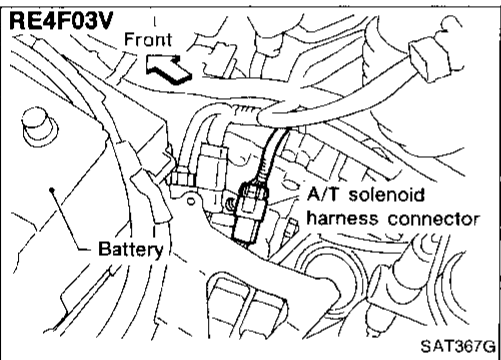 RE4F03V
Front
A/T solenoid
harness connector
Battery
SAT367G